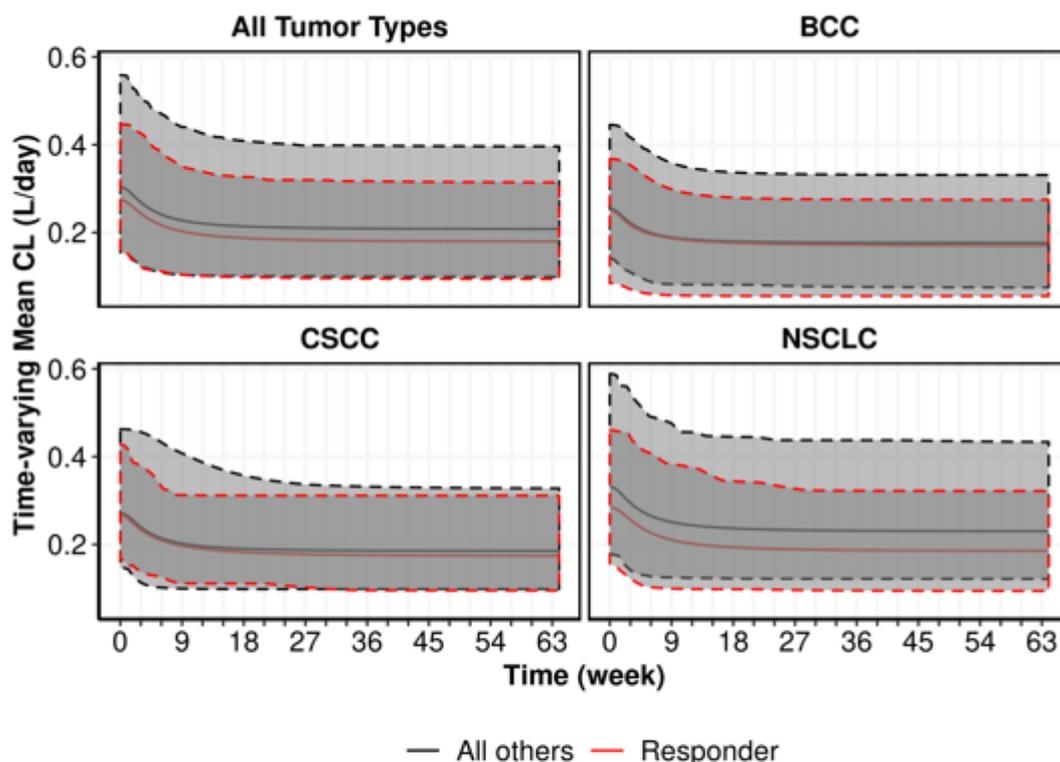 All Tumor Types
BCC
0.6
0.4
0.2
Time-varying Mean CL (L/day)
CSCC
NSCLC
0.6
0.4
0.2
0 9 18 27 36 45 54 63
0 9 18 27 36 45 54 63
Time (week)
All others
Responder